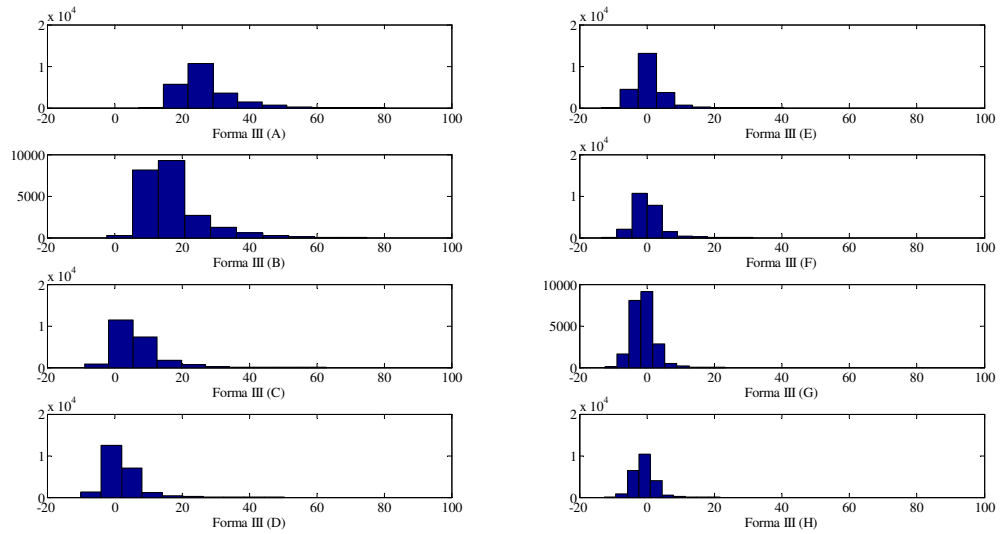 x 10^4
2
1
0
-20 0 20 40 60 80 100
Forma III (A)
10000
5000
0
-20 0 20 40 60 80 100
Forma III (B)
x 10^4
2
1
0
-20 0 20 40 60 80 100
Forma III (C)
x 10^4
2
1
0
-20 0 20 40 60 80 100
Forma III (D)
x 10^4
2
1
0
-20 0 20 40 60 80 100
Forma III (E)
x 10^4
2
1
0
-20 0 20 40 60 80 100
Forma III (F)
10000
5000
0
-20 0 20 40 60 80 100
Forma III (G)
x 10^4
2
1
0
-20 0 20 40 60 80 100
Forma III (H)